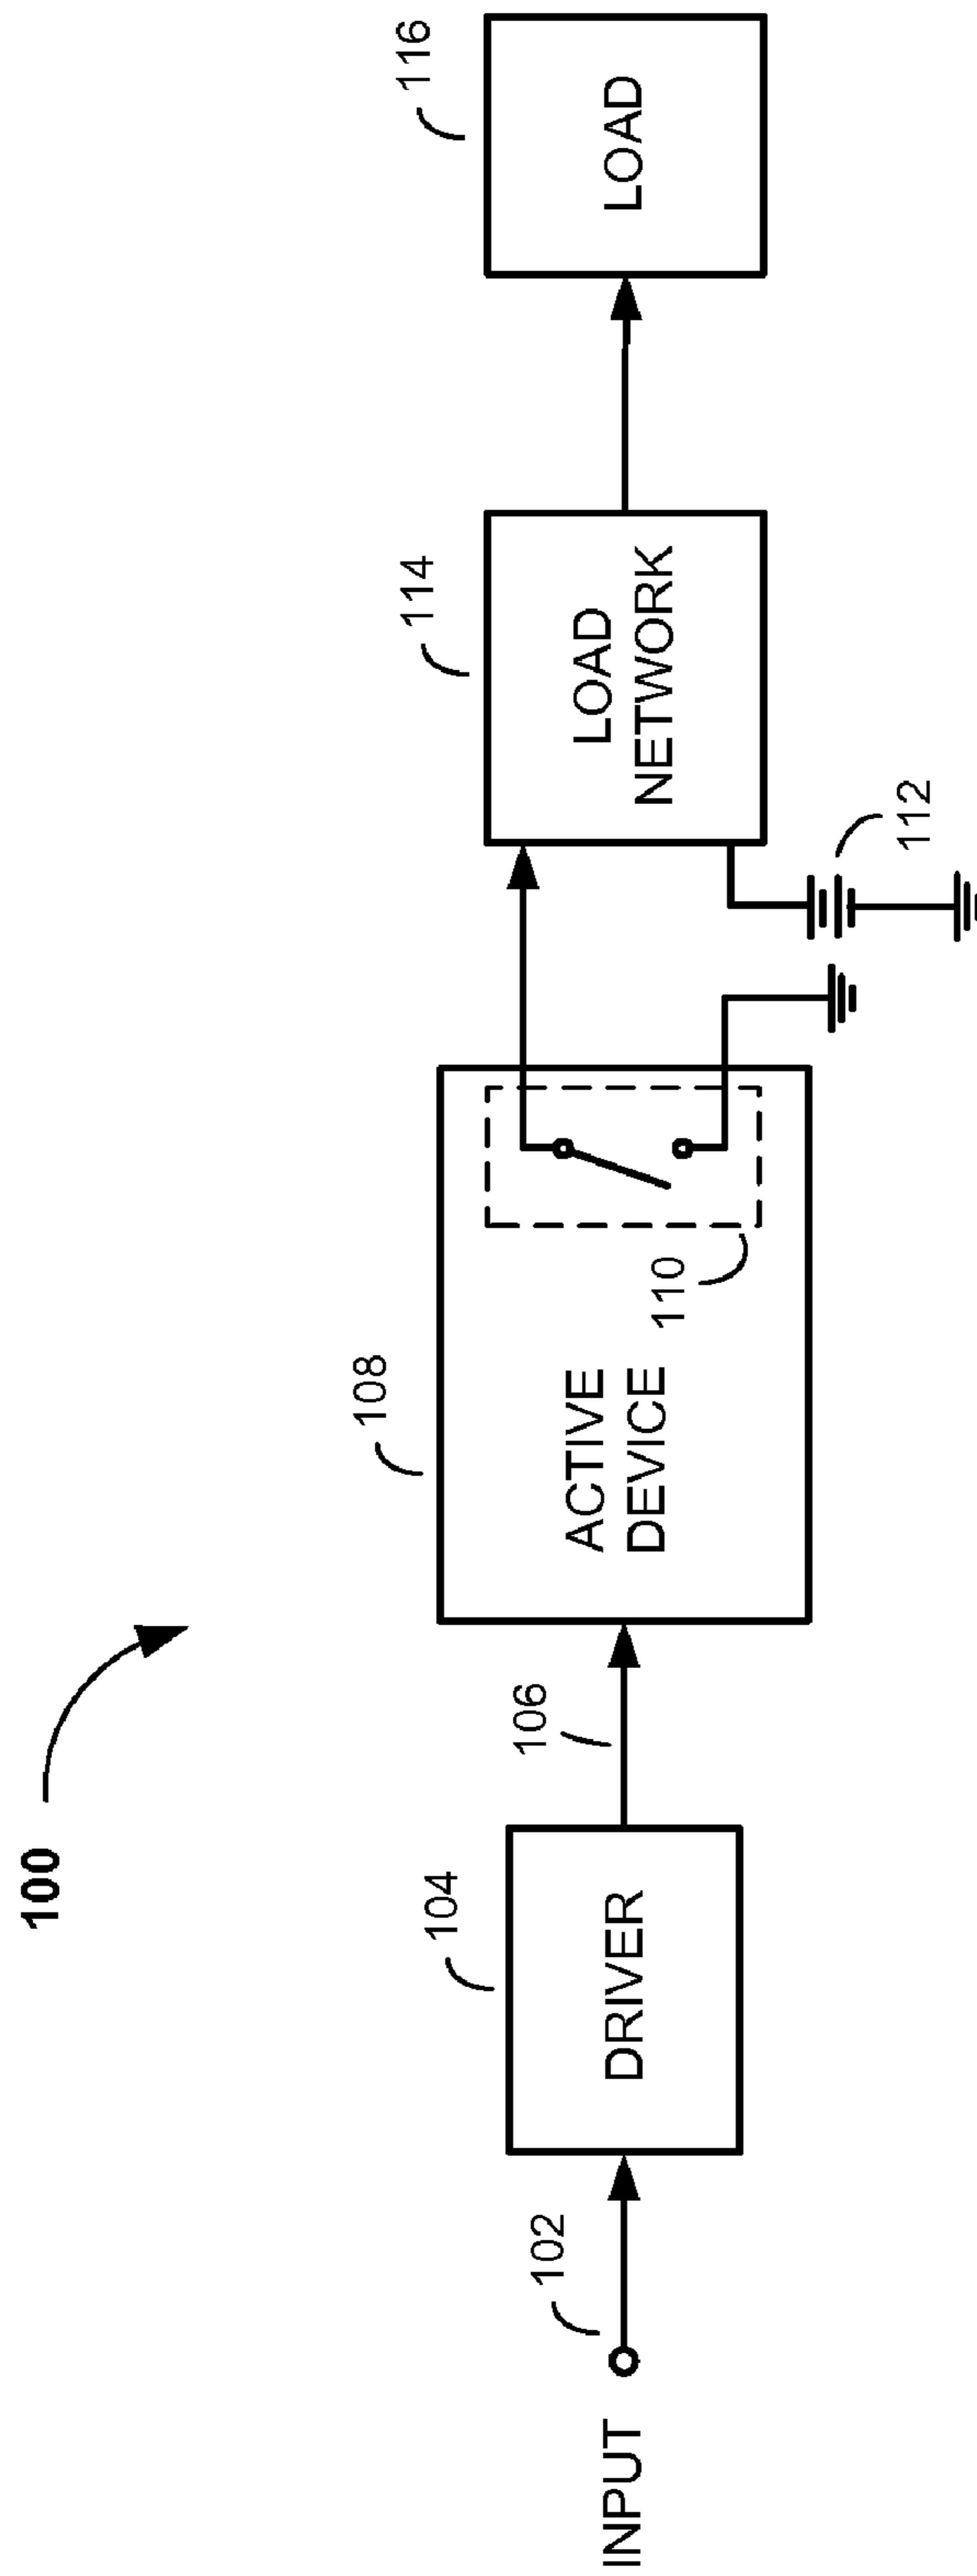 100
INPUT
102
DRIVER
104
106
ACTIVE
DEVICE
108
110
112
LOAD
NETWORK
114
LOAD
116